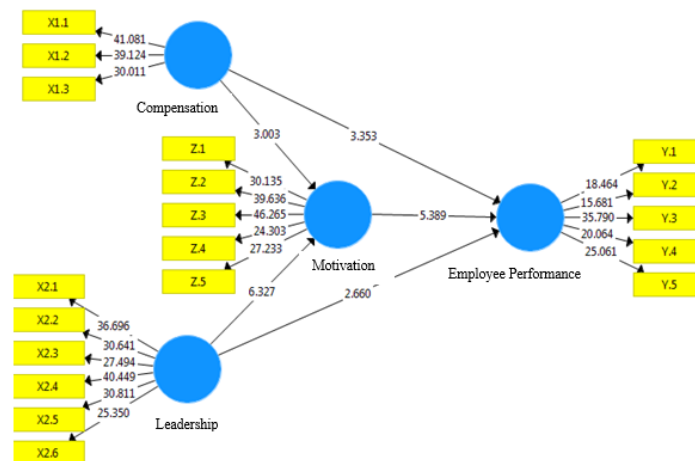 X1.1
X1.2
X1.3
41.081
39.124
30.011
Compensation
3.003
3.353
Z.1
Z.2
Z.3
Z.4
Z.5
30.135
39.636
46.265
24.303
27.233
Motivation
5.389
6.327
2.660
Y.1
Y.2
Y.3
Y.4
Y.5
18.464
15.681
35.790
20.064
25.061
Employee Performance
X2.1
X2.2
X2.3
X2.4
X2.5
X2.6
36.696
30.641
27.494
40.449
30.811
25.350
Leadership